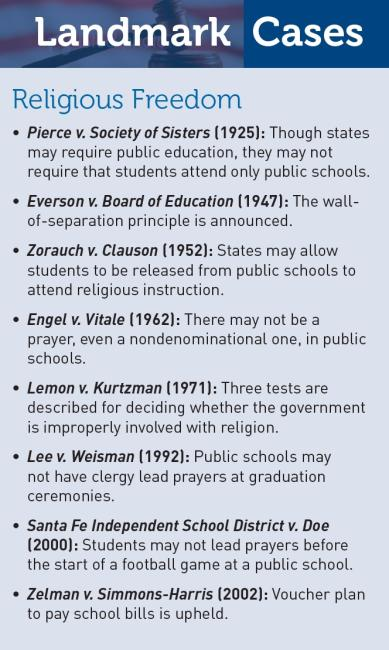 Landmark Cases
Religious Freedom
• Pierce v. Society of Sisters (1925): Though states
may require public education, they may not
require that students attend only public schools.
• Everson v. Board of Education (1947): The wall-
of-separation principle is announced.
• Zorauch v. Clauson (1952): States may allow
students to be released from public schools to
attend religious instruction.
• Engel v. Vitale (1962): There may not be a
prayer, even a nondenominational one, in public
schools.
• Lemon v. Kurtzman (1971): Three tests are
described for deciding whether the government
is improperly involved with religion.
• Lee v. Weisman (1992): Public schools may
not have clergy lead prayers at graduation
ceremonies.
• Santa Fe Independent School District v. Doe
(2000): Students may not lead prayers before
the start of a football game at a public school.
• Zelman v. Simmons-Harris (2002): Voucher plan
to pay school bills is upheld.